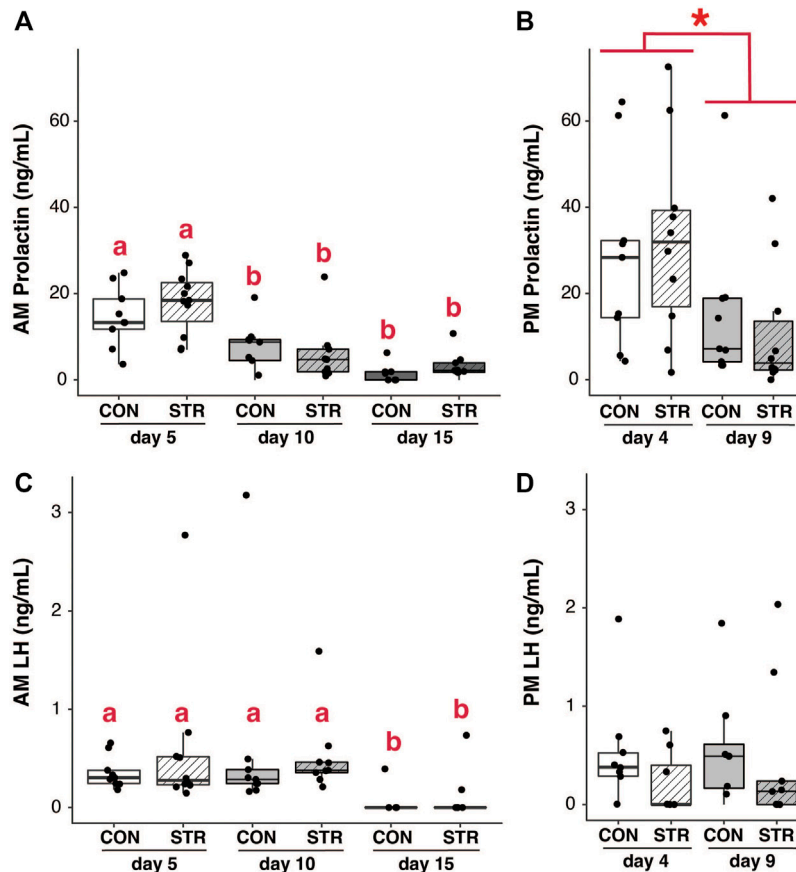 A
AM Prolactin (ng/mL)
60
40
20
0
a
a
b
b
b
b
CON STR CON STR CON STR
day 5 day 10 day 15
B
*
PM Prolactin (ng/mL)
60
40
20
0
CON STR CON STR
day 4 day 9
C
AM LH (ng/mL)
3
2
1
0
a
a
a
a
b
b
CON STR CON STR CON STR
day 5 day 10 day 15
D
PM LH (ng/mL)
3
2
1
0
CON STR CON STR
day 4 day 9